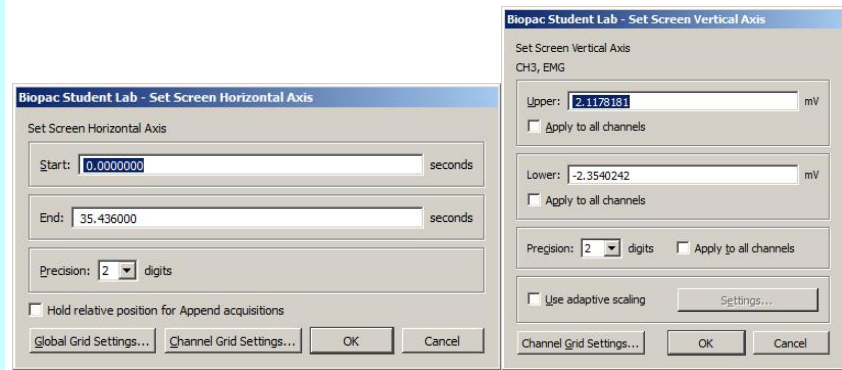 Biopac Student Lab - Set Screen Horizontal Axis
Set Screen Horizontal Axis
Start: 0.0000000 seconds
End: 35.436000 seconds
Precision: 2 digits
Hold relative position for Append acquisitions
Global Grid Settings... Channel Grid Settings... OK Cancel
Biopac Student Lab - Set Screen Vertical Axis
Set Screen Vertical Axis
CH3, EMG
Upper: 2.1178181 mV
Apply to all channels
Lower: -2.3540242 mV
Apply to all channels
Precision: 2 digits Apply to all channels
Use adaptive scaling Settings...
Channel Grid Settings... OK Cancel